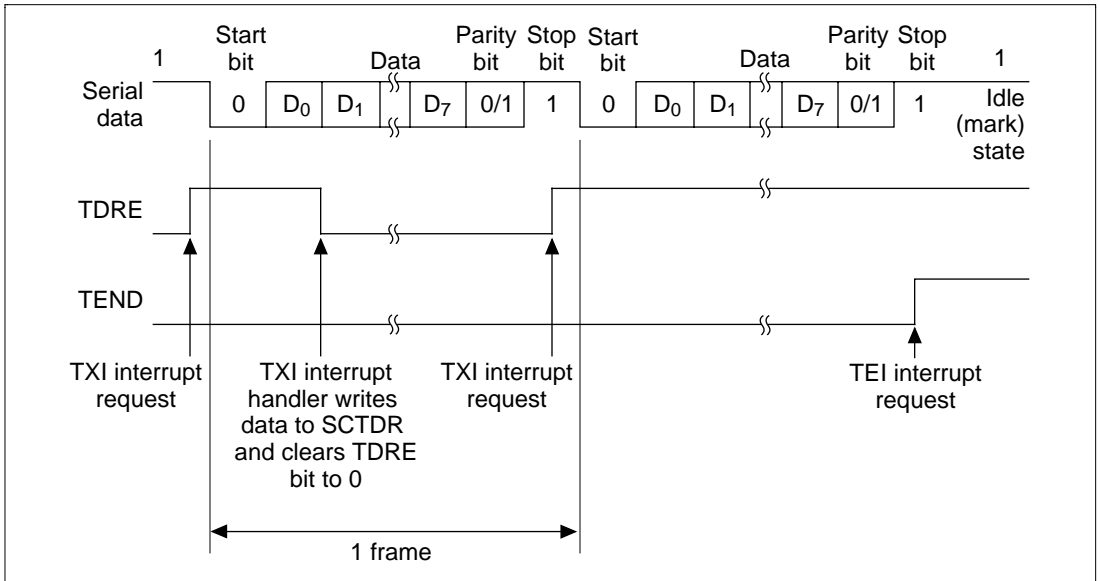 Start Parity Stop Start Parity Stop
1 bit Data bit bit bit Data bit bit 1
Serial data 0 D0 D1 D7 0/1 1 0 D0 D1 D7 0/1 1 Idle (mark) state
TDRE
TEND
TXI interrupt request
TXI interrupt handler writes data to SCTDR and clears TDRE bit to 0
TXI interrupt request
TEI interrupt request
1 frame